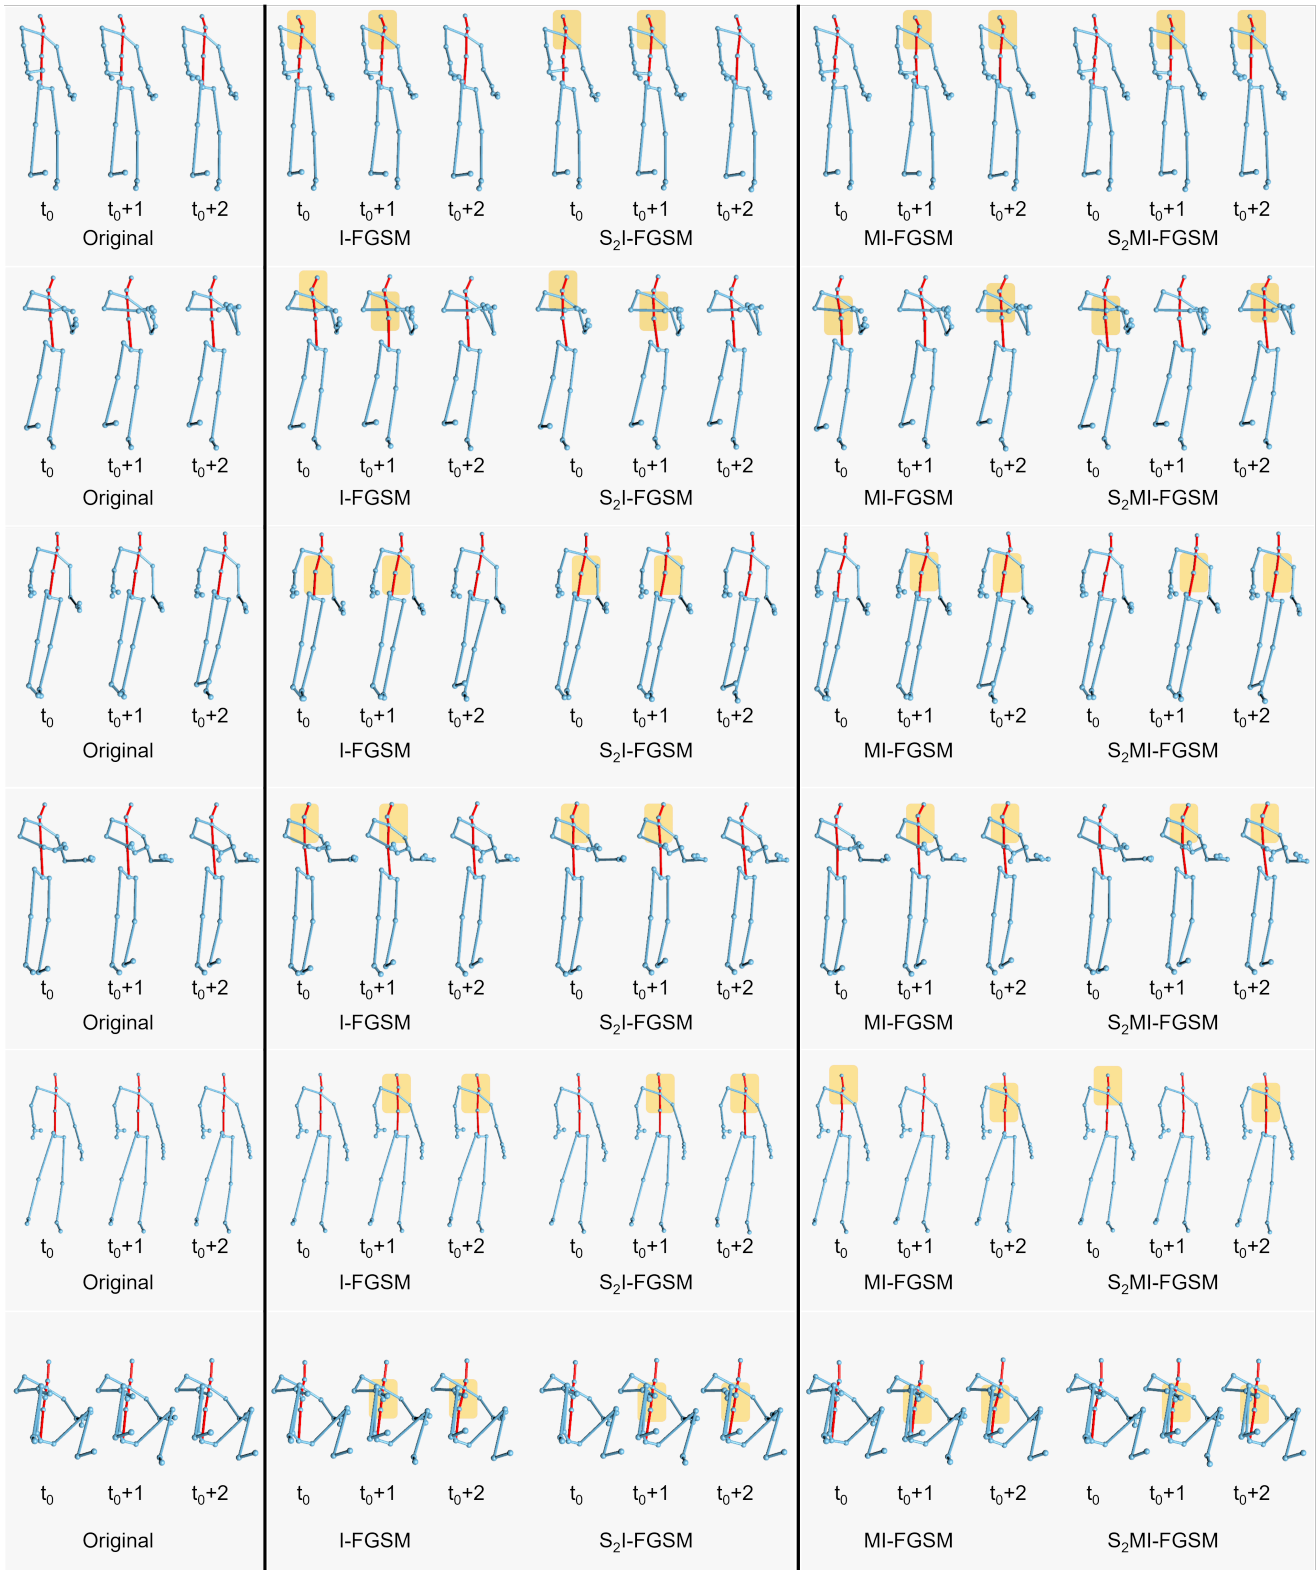 t₀ t₀+1 t₀+2 t₀ t₀+1 t₀+2 t₀ t₀+1 t₀+2 t₀ t₀+1 t₀+2 t₀ t₀+1 t₀+2
Original I-FGSM S₂I-FGSM MI-FGSM S₂MI-FGSM
t₀ t₀+1 t₀+2 t₀ t₀+1 t₀+2 t₀ t₀+1 t₀+2 t₀ t₀+1 t₀+2 t₀ t₀+1 t₀+2
Original I-FGSM S₂I-FGSM MI-FGSM S₂MI-FGSM
t₀ t₀+1 t₀+2 t₀ t₀+1 t₀+2 t₀ t₀+1 t₀+2 t₀ t₀+1 t₀+2 t₀ t₀+1 t₀+2
Original I-FGSM S₂I-FGSM MI-FGSM S₂MI-FGSM
t₀ t₀+1 t₀+2 t₀ t₀+1 t₀+2 t₀ t₀+1 t₀+2 t₀ t₀+1 t₀+2 t₀ t₀+1 t₀+2
Original I-FGSM S₂I-FGSM MI-FGSM S₂MI-FGSM
t₀ t₀+1 t₀+2 t₀ t₀+1 t₀+2 t₀ t₀+1 t₀+2 t₀ t₀+1 t₀+2 t₀ t₀+1 t₀+2
Original I-FGSM S₂I-FGSM MI-FGSM S₂MI-FGSM
t₀ t₀+1 t₀+2 t₀ t₀+1 t₀+2 t₀ t₀+1 t₀+2 t₀ t₀+1 t₀+2 t₀ t₀+1 t₀+2
Original I-FGSM S₂I-FGSM MI-FGSM S₂MI-FGSM